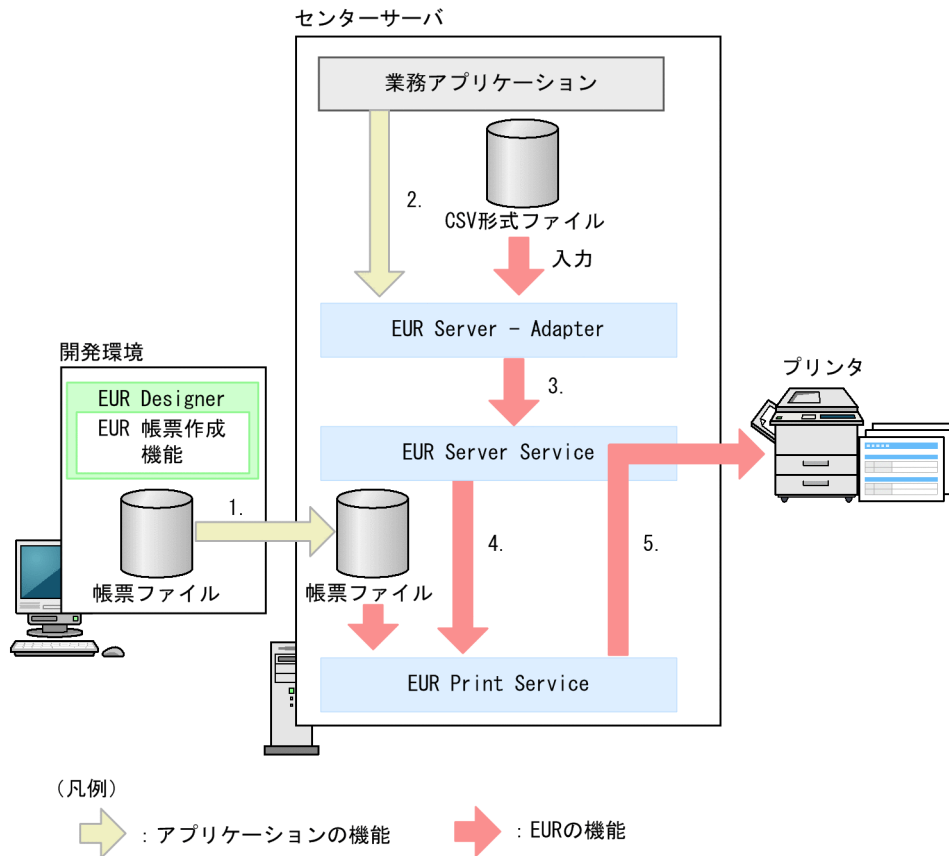 センターサーバ
業務アプリケーション
2.
CSV形式ファイル
入力
EUR Server － Adapter
開発環境
3.
プリンタ
EUR Designer
EUR 帳票作成
機能
EUR Server Service
1.
4.
5.
帳票ファイル
帳票ファイル
EUR Print Service
（凡例）
：アプリケーションの機能
：EURの機能